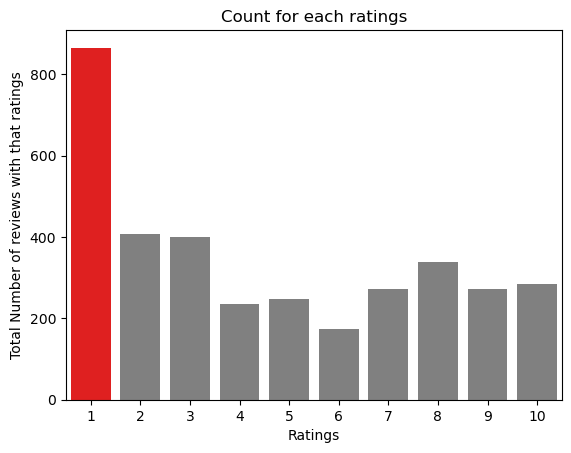 Count for each ratings
Total Number of reviews with that ratings
800
600
400
200
0
1 2 3 4 5 6 7 8 9 10
Ratings